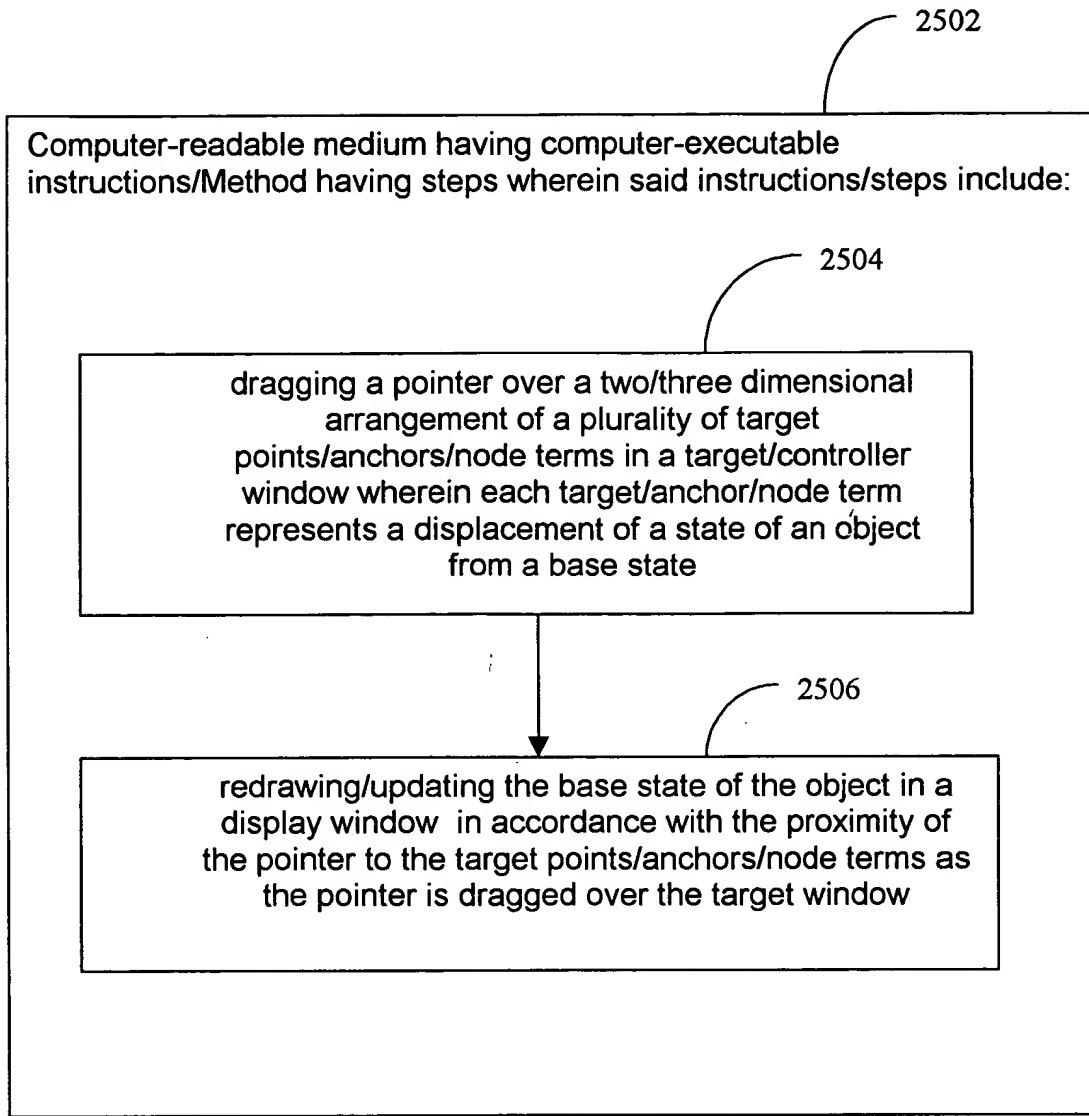 2502
Computer-readable medium having computer-executable
instructions/Method having steps wherein said instructions/steps include:
2504
dragging a pointer over a two/three dimensional
arrangement of a plurality of target
points/anchors/node terms in a target/controller
window wherein each target/anchor/node term
represents a displacement of a state of an object
from a base state
2506
redrawing/updating the base state of the object in a
display window in accordance with the proximity of
the pointer to the target points/anchors/node terms as
the pointer is dragged over the target window